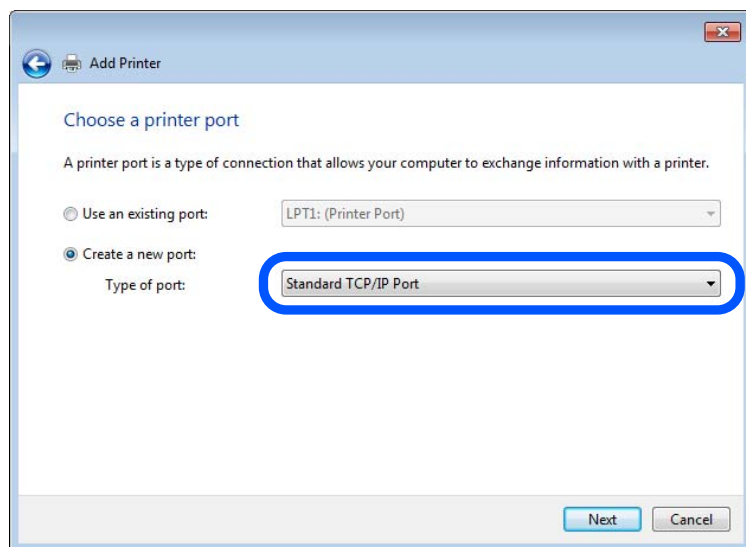 Add Printer
Choose a printer port
A printer port is a type of connection that allows your computer to exchange information with a printer.
Use an existing port: LPT1: (Printer Port)
Create a new port:
Type of port: Standard TCP/IP Port
Next Cancel